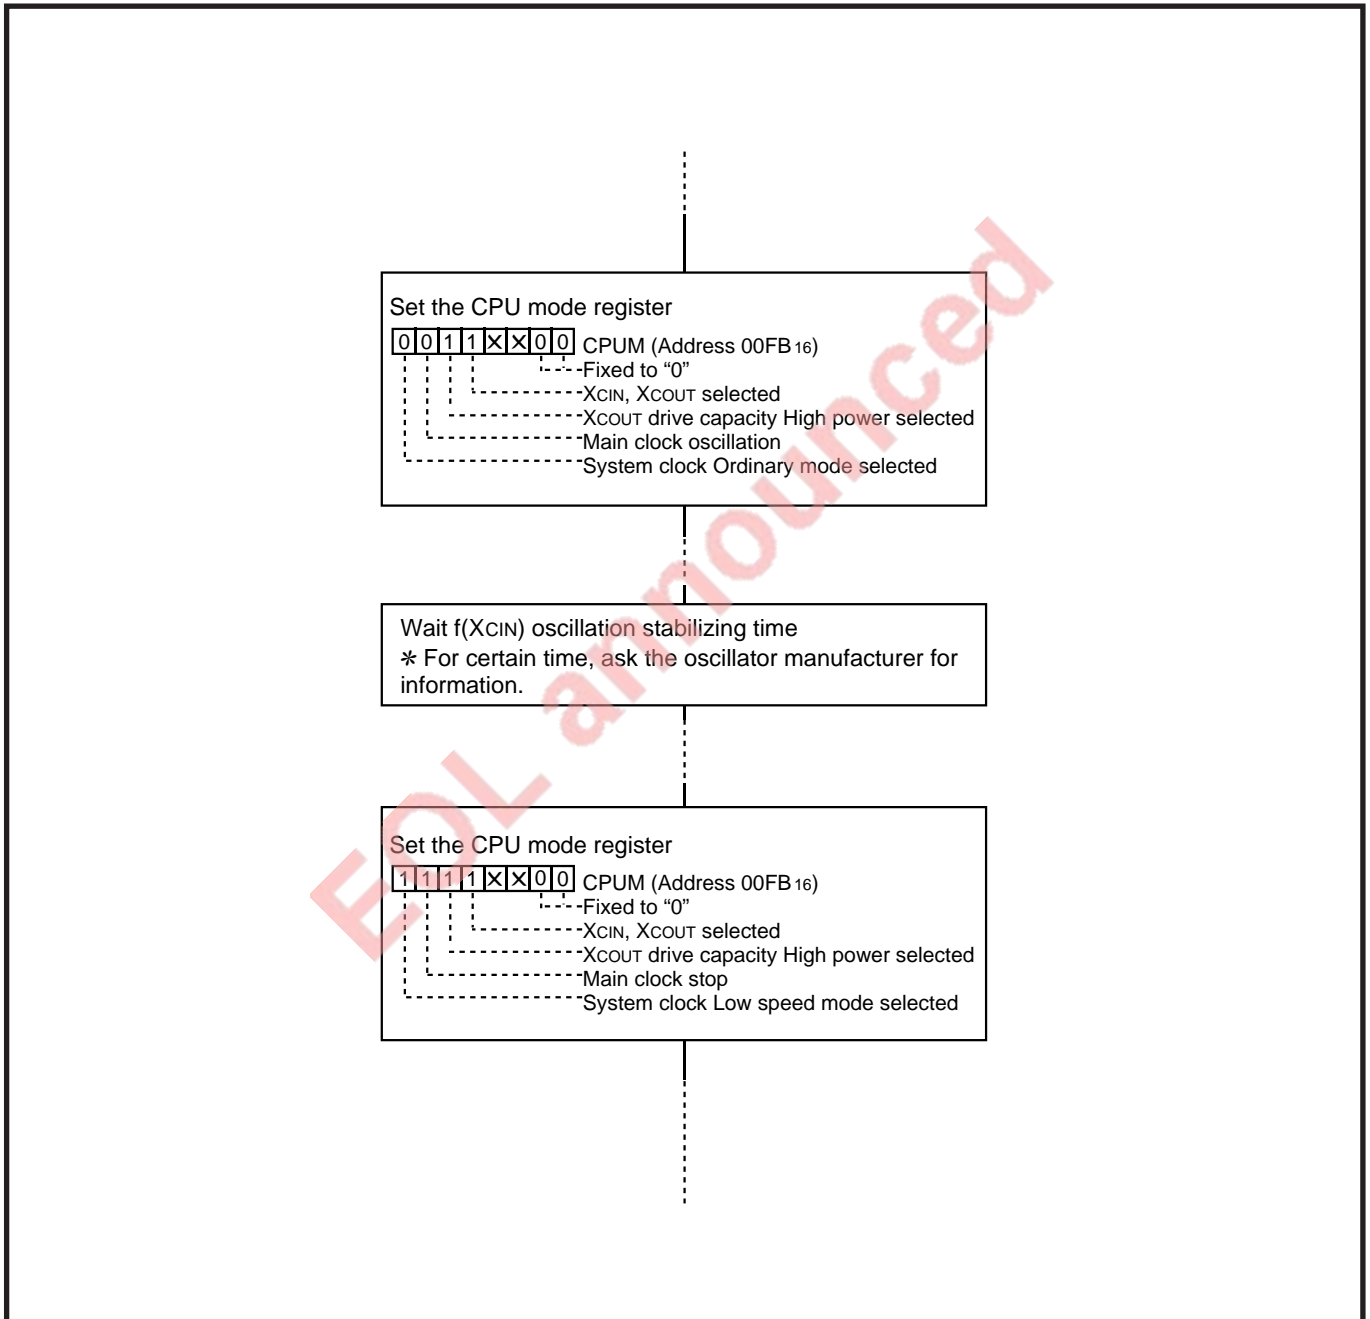 Set the CPU mode register
0 0 1 1 X X 0 0 CPUM (Address 00FB16)
Fixed to “0”
XCIN, XCOUT selected
XCOUT drive capacity High power selected
Main clock oscillation
System clock Ordinary mode selected
Wait f(XCIN) oscillation stabilizing time
* For certain time, ask the oscillator manufacturer for
information.
Set the CPU mode register
1 1 1 1 X X 0 0 CPUM (Address 00FB16)
Fixed to “0”
XCIN, XCOUT selected
XCOUT drive capacity High power selected
Main clock stop
System clock Low speed mode selected
EOL announced